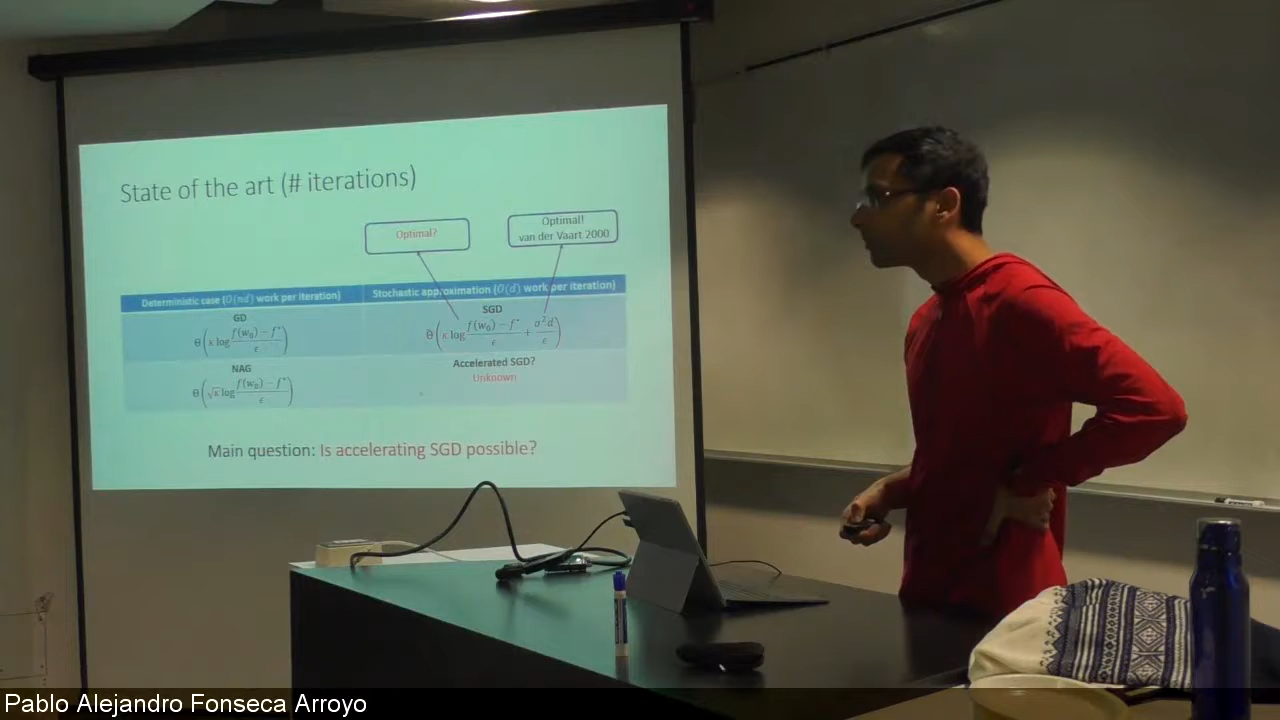 State of the art (# iterations)
Optimal?
Optimal!
van der Vaart 2000
Deterministic case (O(nd) work per iteration)
Stochastic approximation (O(d) work per iteration)
GD
Θ(κ log (f(w₀) − f*)/ϵ)
SGD
Θ(κ log (f(w₀) − f*)/ϵ + σ²d/ϵ)
NAG
Θ(√κ log (f(w₀) − f*)/ϵ)
Accelerated SGD?
Unknown
Main question: Is accelerating SGD possible?
Pablo Alejandro Fonseca Arroyo